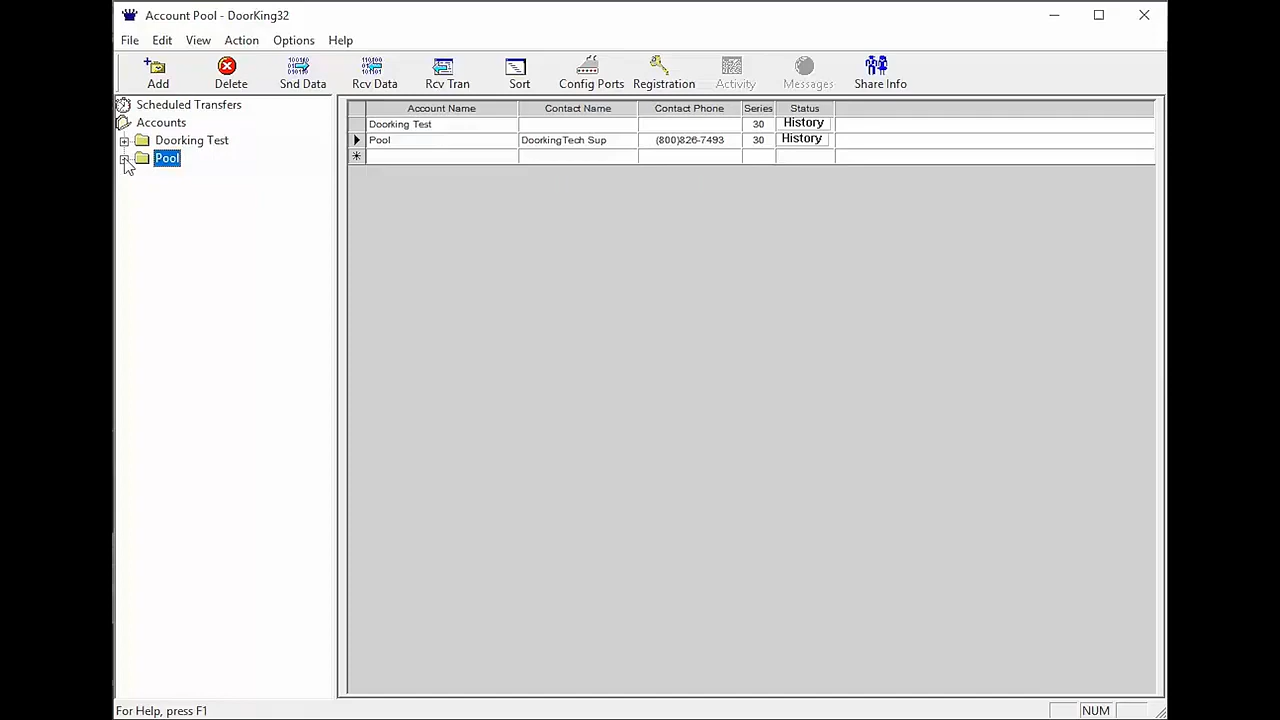 Account Pool - DoorKing32
File Edit View Action Options Help
Add Delete Snd Data Rcv Data Rcv Tran Sort Config Ports Registration Activity Messages Share Info
Scheduled Transfers
Accounts
Doorking Test
Pool
Account Name Contact Name Contact Phone Series Status
Doorking Test 30 History
Pool DoorkingTech Sup (800)826-7493 30 History
For Help, press F1
NUM